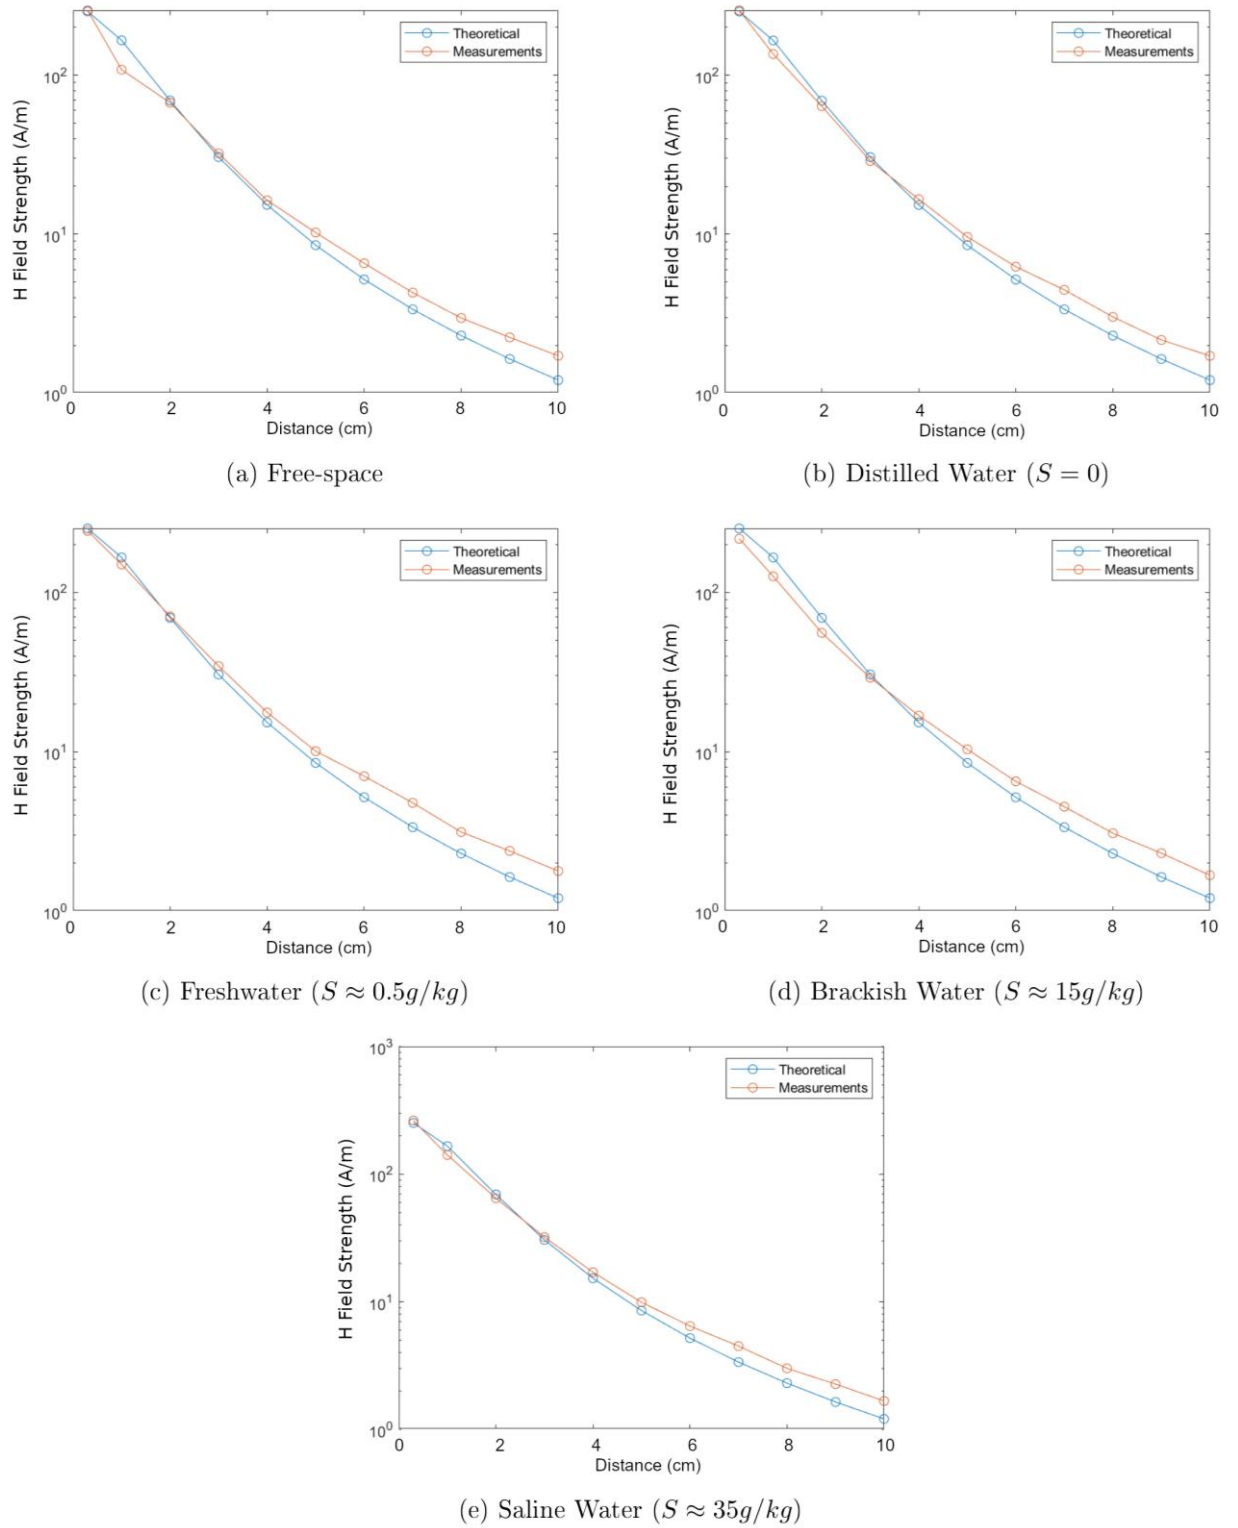 Theoretical
Measurements
H Field Strength (A/m)
10^2
10^1
10^0
0 2 4 6 8 10
Distance (cm)
(a) Free-space
Theoretical
Measurements
H Field Strength (A/m)
10^2
10^1
10^0
0 2 4 6 8 10
Distance (cm)
(b) Distilled Water (S = 0)
Theoretical
Measurements
H Field Strength (A/m)
10^2
10^1
10^0
0 2 4 6 8 10
Distance (cm)
(c) Freshwater (S ≈ 0.5g/kg)
Theoretical
Measurements
H Field Strength (A/m)
10^2
10^1
10^0
0 2 4 6 8 10
Distance (cm)
(d) Brackish Water (S ≈ 15g/kg)
Theoretical
Measurements
H Field Strength (A/m)
10^3
10^2
10^1
10^0
0 2 4 6 8 10
Distance (cm)
(e) Saline Water (S ≈ 35g/kg)